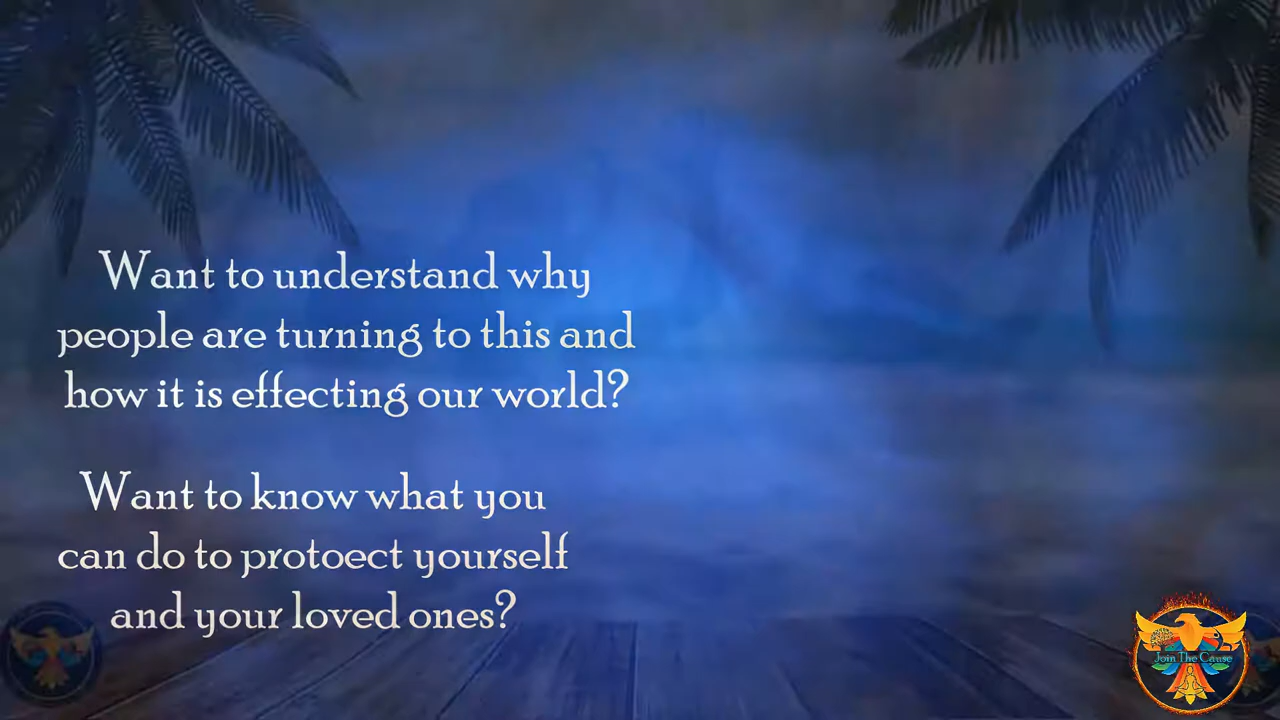 Want to understand why
people are turning to this and
how it is effecting our world?
Want to know what you
can do to protoect yourself
and your loved ones?
Join The Cause